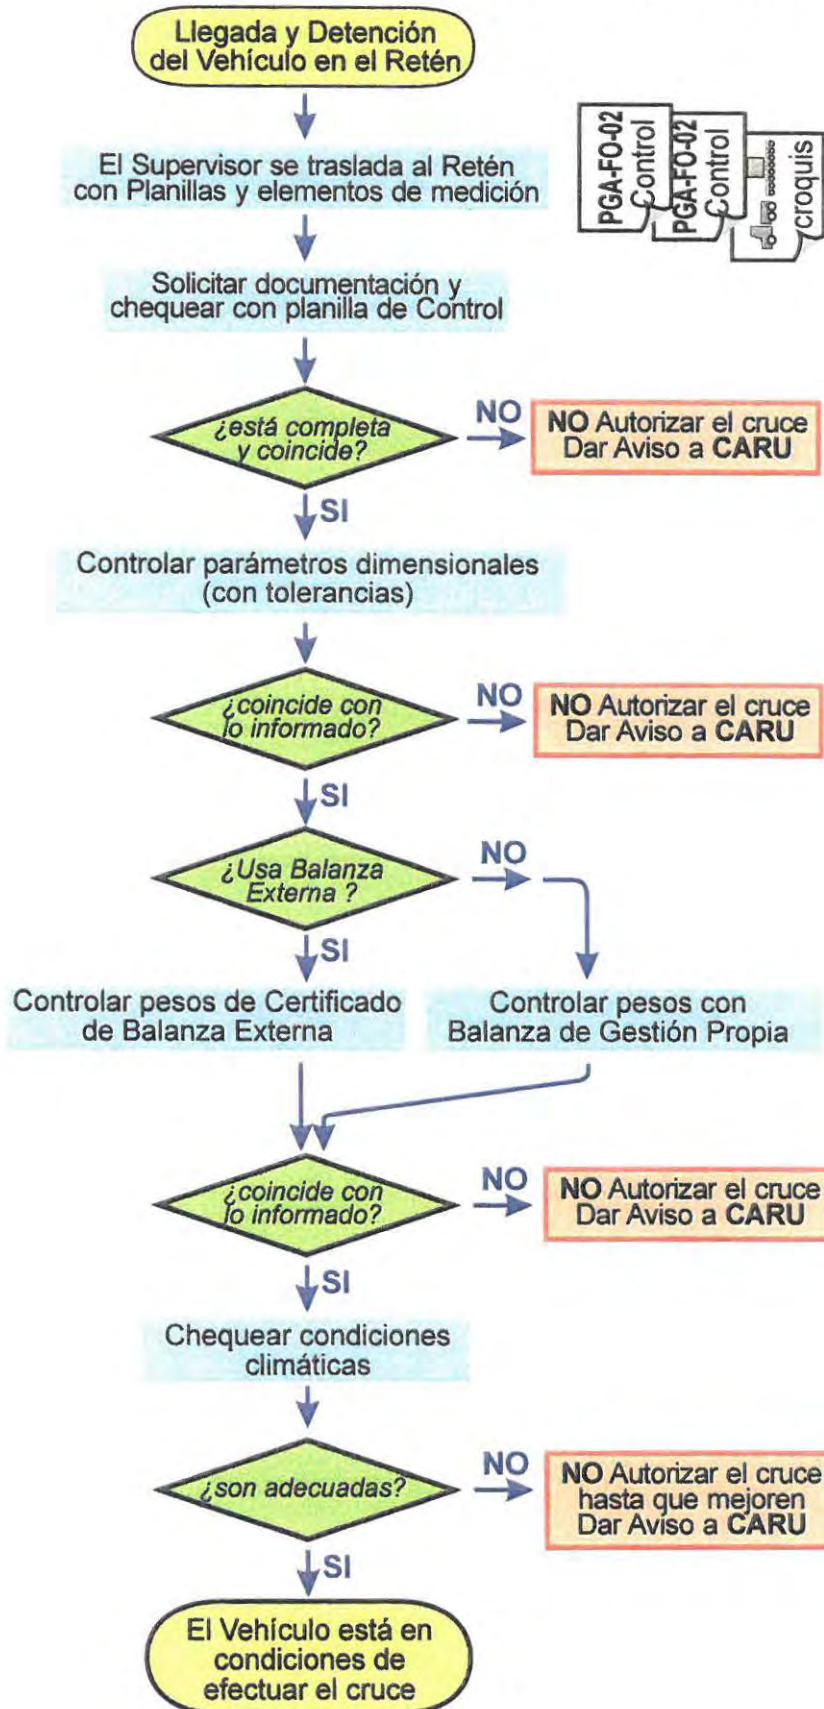 Llegada y Detención
del Vehículo en el Retén
El Supervisor se traslada al Retén
con Planillas y elementos de medición
PGA-FO-02
Control
PGA-FO-02
Control
croquis
Solicitar documentación y
chequear con planilla de Control
¿está completa
y coincide?
NO
NO Autorizar el cruce
Dar Aviso a CARU
SI
Controlar parámetros dimensionales
(con tolerancias)
¿coincide con
lo informado?
NO
NO Autorizar el cruce
Dar Aviso a CARU
SI
¿Usa Balanza
Externa ?
NO
SI
Controlar pesos de Certificado
de Balanza Externa
Controlar pesos con
Balanza de Gestión Propia
¿coincide con
lo informado?
NO
NO Autorizar el cruce
Dar Aviso a CARU
SI
Chequear condiciones
climáticas
¿son adecuadas?
NO
NO Autorizar el cruce
hasta que mejoren
Dar Aviso a CARU
SI
El Vehículo está en
condiciones de
efectuar el cruce